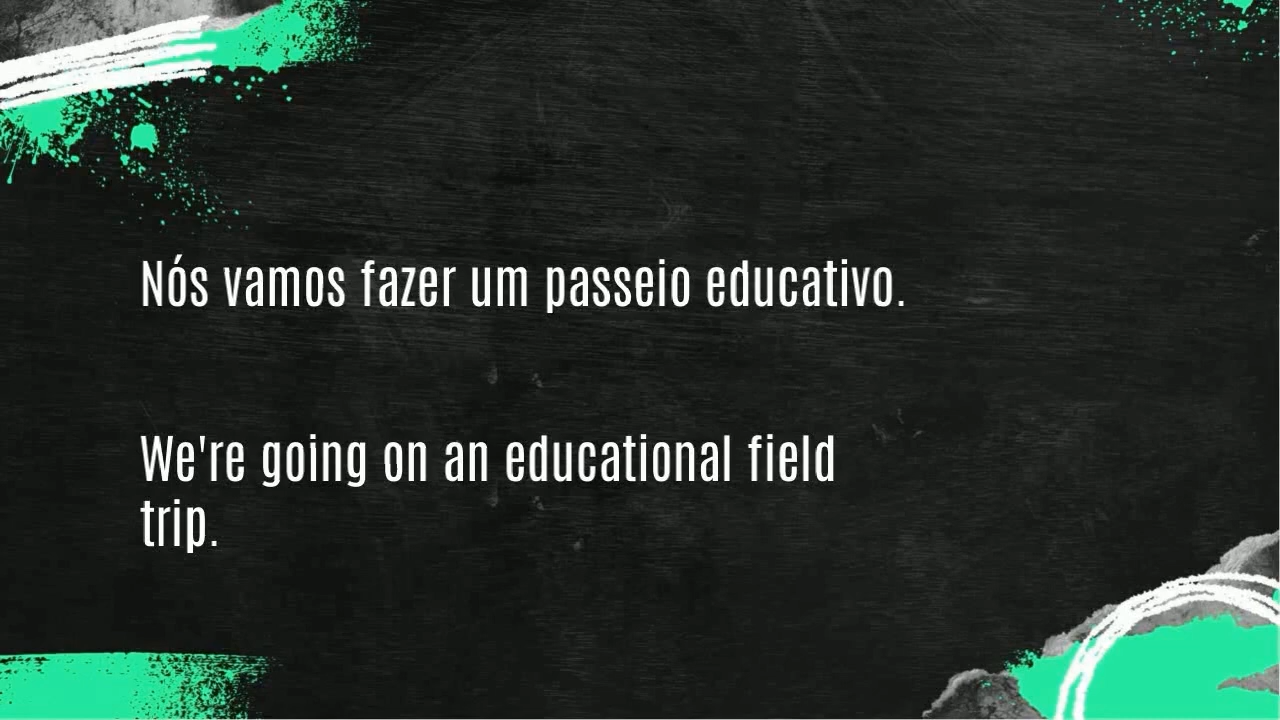 Nós vamos fazer um passeio educativo.
We're going on an educational field
trip.